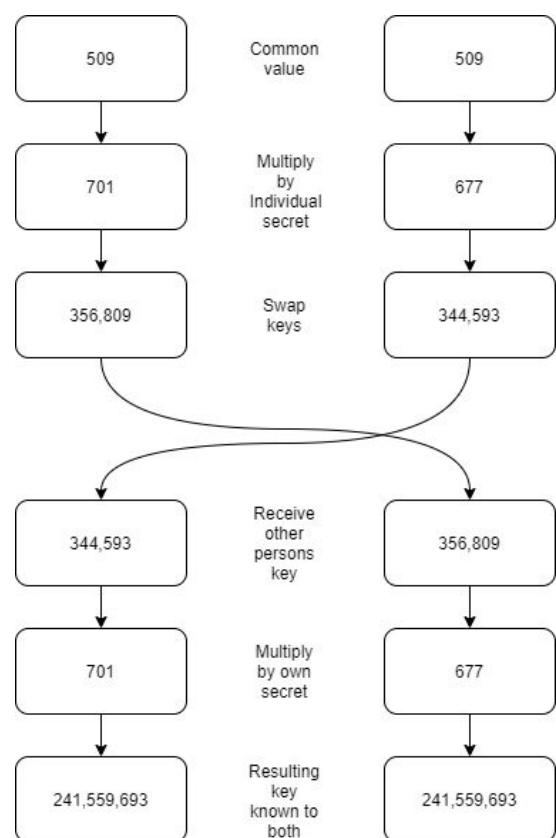 509
Common
value
509
701
Multiply
by
Individual
secret
677
356,809
Swap
keys
344,593
344,593
Receive
other
persons
key
356,809
701
Multiply
by own
secret
677
241,559,693
Resulting
key
known to
both
241,559,693